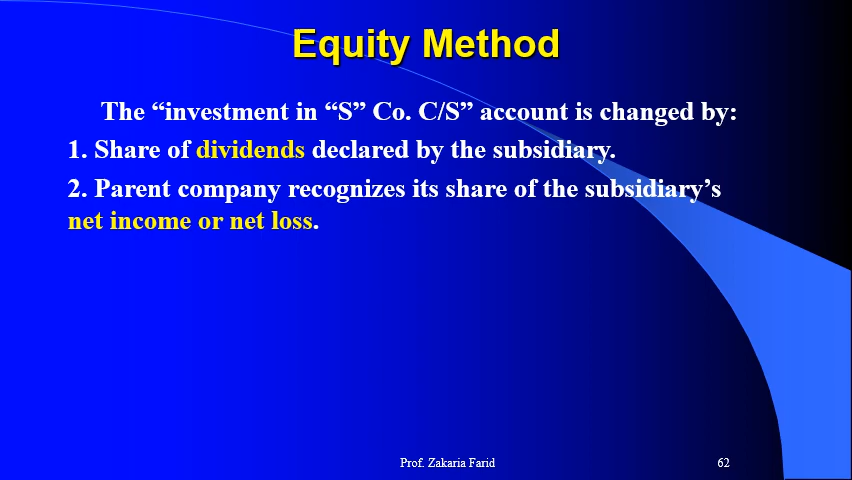 Equity Method
The “investment in “S” Co. C/S” account is changed by:
1. Share of dividends declared by the subsidiary.
2. Parent company recognizes its share of the subsidiary’s
net income or net loss.
Prof. Zakaria Farid
62